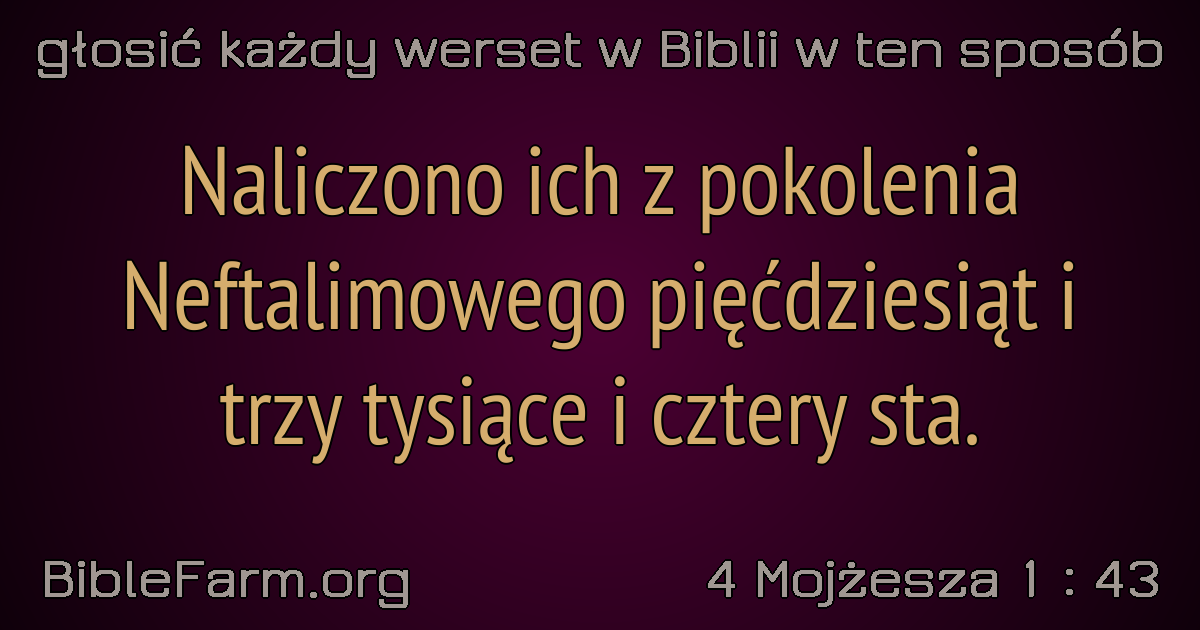 głosić każdy werset w Biblii w ten sposób
Naliczono ich z pokolenia
Neftalimowego pięćdziesiąt i
trzy tysiące i cztery sta.
BibleFarm.org
4 Mojżesza 1 : 43